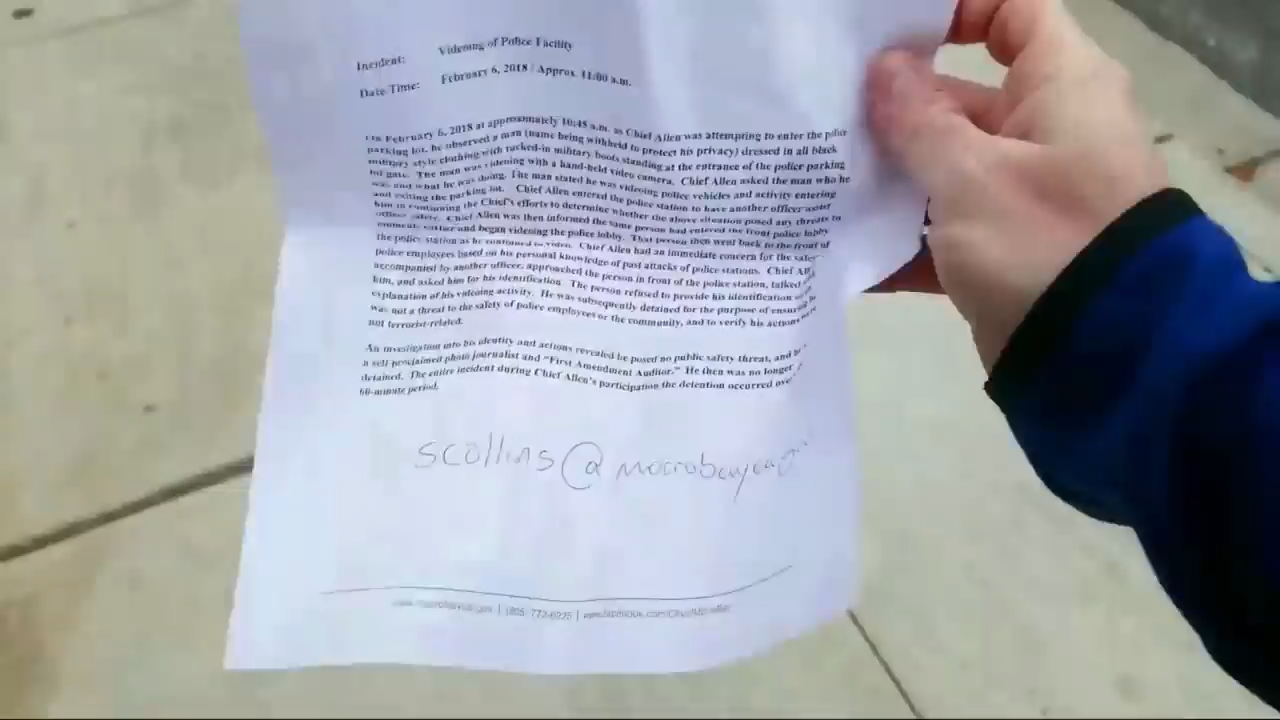 Incident: Videoing of Police Facility
Date/Time: February 6, 2018 / Approx. 11:00 a.m.
On February 6, 2018 at approximately 10:45 a.m. as Chief Allen was attempting to enter the police
parking lot, he observed a man (name being withheld to protect his privacy) dressed in all black
military style clothing with tucked-in military boots standing at the entrance of the police parking
lot gate. The man was videoing with a hand-held video camera. Chief Allen asked the man who he
was and what he was doing. The man stated he was videoing police vehicles and activity entering
and exiting the parking lot. Chief Allen entered the police station to have another officer assist
him in continuing the Chief's efforts to determine whether the above situation posed any threats to
officer safety. Chief Allen was then informed the same person had entered the front police lobby
moments earlier and began videoing the police lobby. That person then went back to the front of
the police station as he continued to video. Chief Allen had an immediate concern for the
police employees based on his personal knowledge of past attacks of police stations. Chief
accompanied by another officer, approached the person in front of the police station, talked
him, and asked him for his identification. The person refused to provide his identification
explanation of his videoing activity. He was subsequently detained for the purpose of ensuring
was not a threat to the safety of police employees or the community, and to verify his actions were
not terrorist-related.
An investigation into his identity and actions revealed he posed no public safety threat, and
a self proclaimed photo journalist and "First Amendment Auditor." He then was no longer
detained. The entire incident during Chief Allen's participation the detention occurred
60-minute period.
scollins@morrobayca